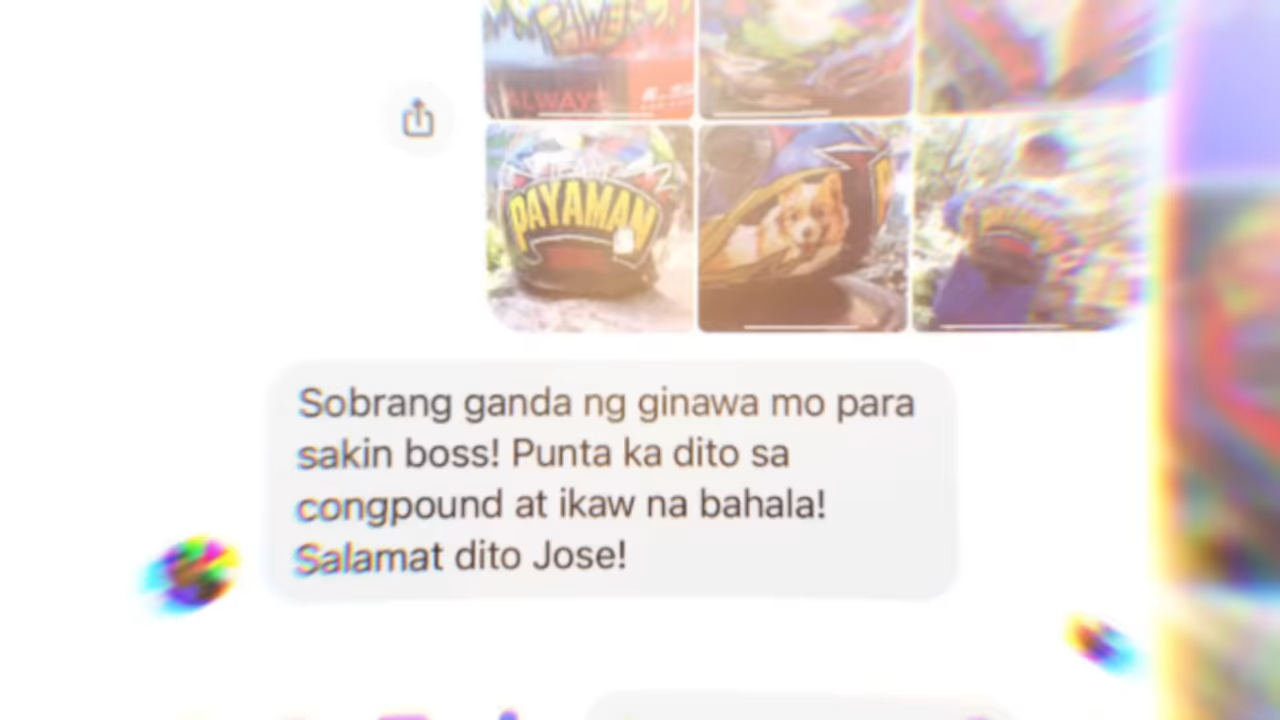 ALWAYS
PAYAMAN
Sobrang ganda ng ginawa mo para
sakin boss! Punta ka dito sa
congpound at ikaw na bahala!
Salamat dito Jose!